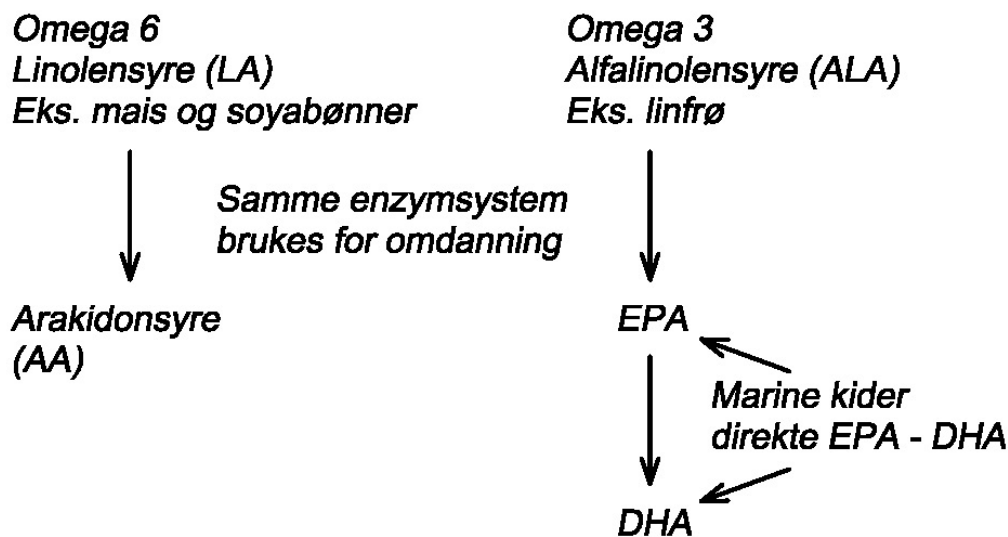 Omega 6
Linolensyre (LA)
Eks. mais og soyabønner
Omega 3
Alfalinolensyre (ALA)
Eks. linfrø
Samme enzymsystem
brukes for omdanning
Arakidonsyre
(AA)
EPA
Marine kider
direkte EPA - DHA
DHA